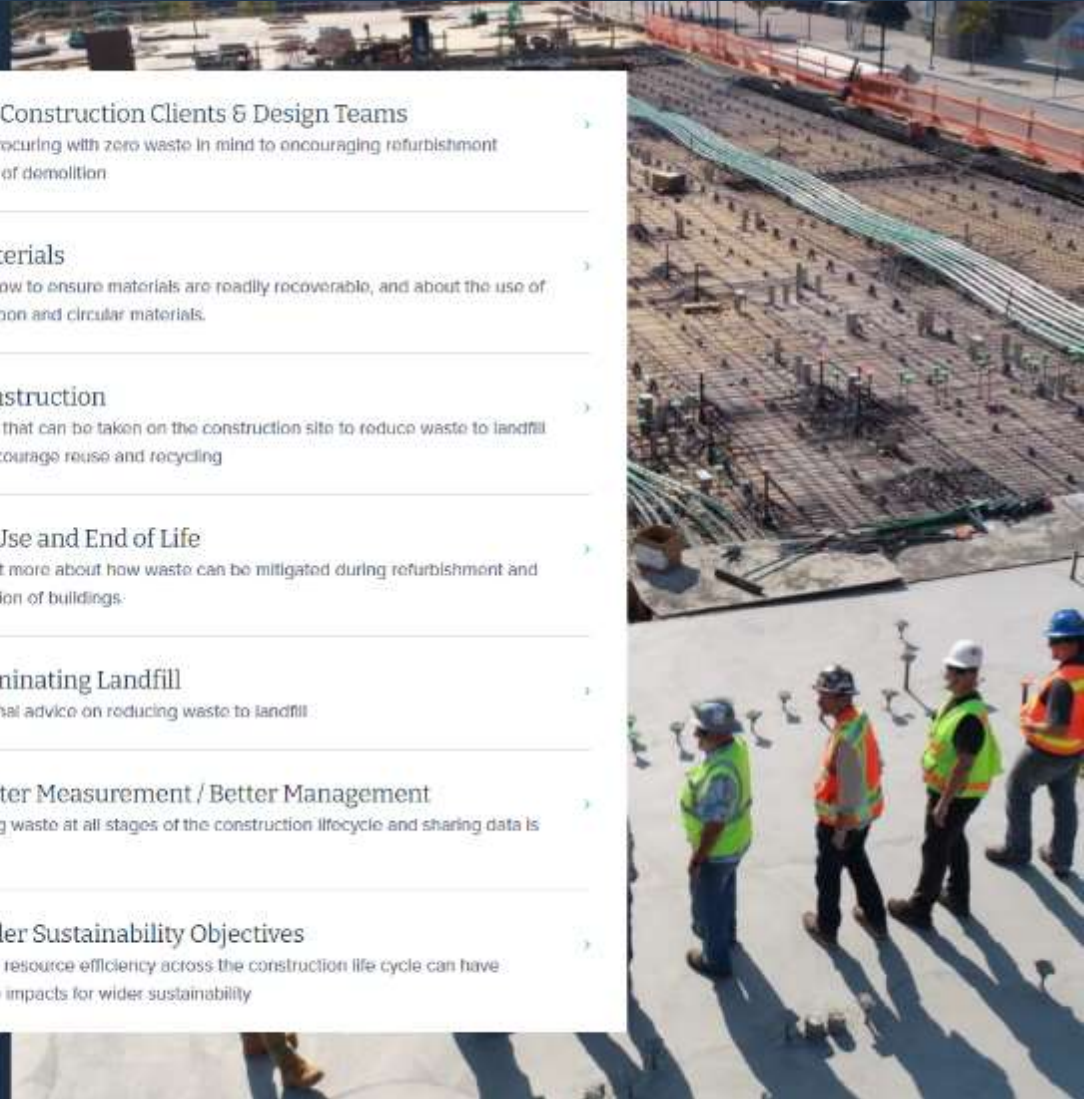 Construction Clients & Design Teams
ocuring with zero waste in mind to encouraging refurbishment
of demolition
terials
ow to ensure materials are readily recoverable, and about the use of
bon and circular materials.
nstruction
that can be taken on the construction site to reduce waste to landfill
courage reuse and recycling
Use and End of Life
t more about how waste can be mitigated during refurbishment and
ion of buildings.
minating Landfill
nal advice on reducing waste to landfill
ter Measurement / Better Management
g waste at all stages of the construction lifecycle and sharing data is
der Sustainability Objectives
resource efficiency across the construction life cycle can have
impacts for wider sustainability